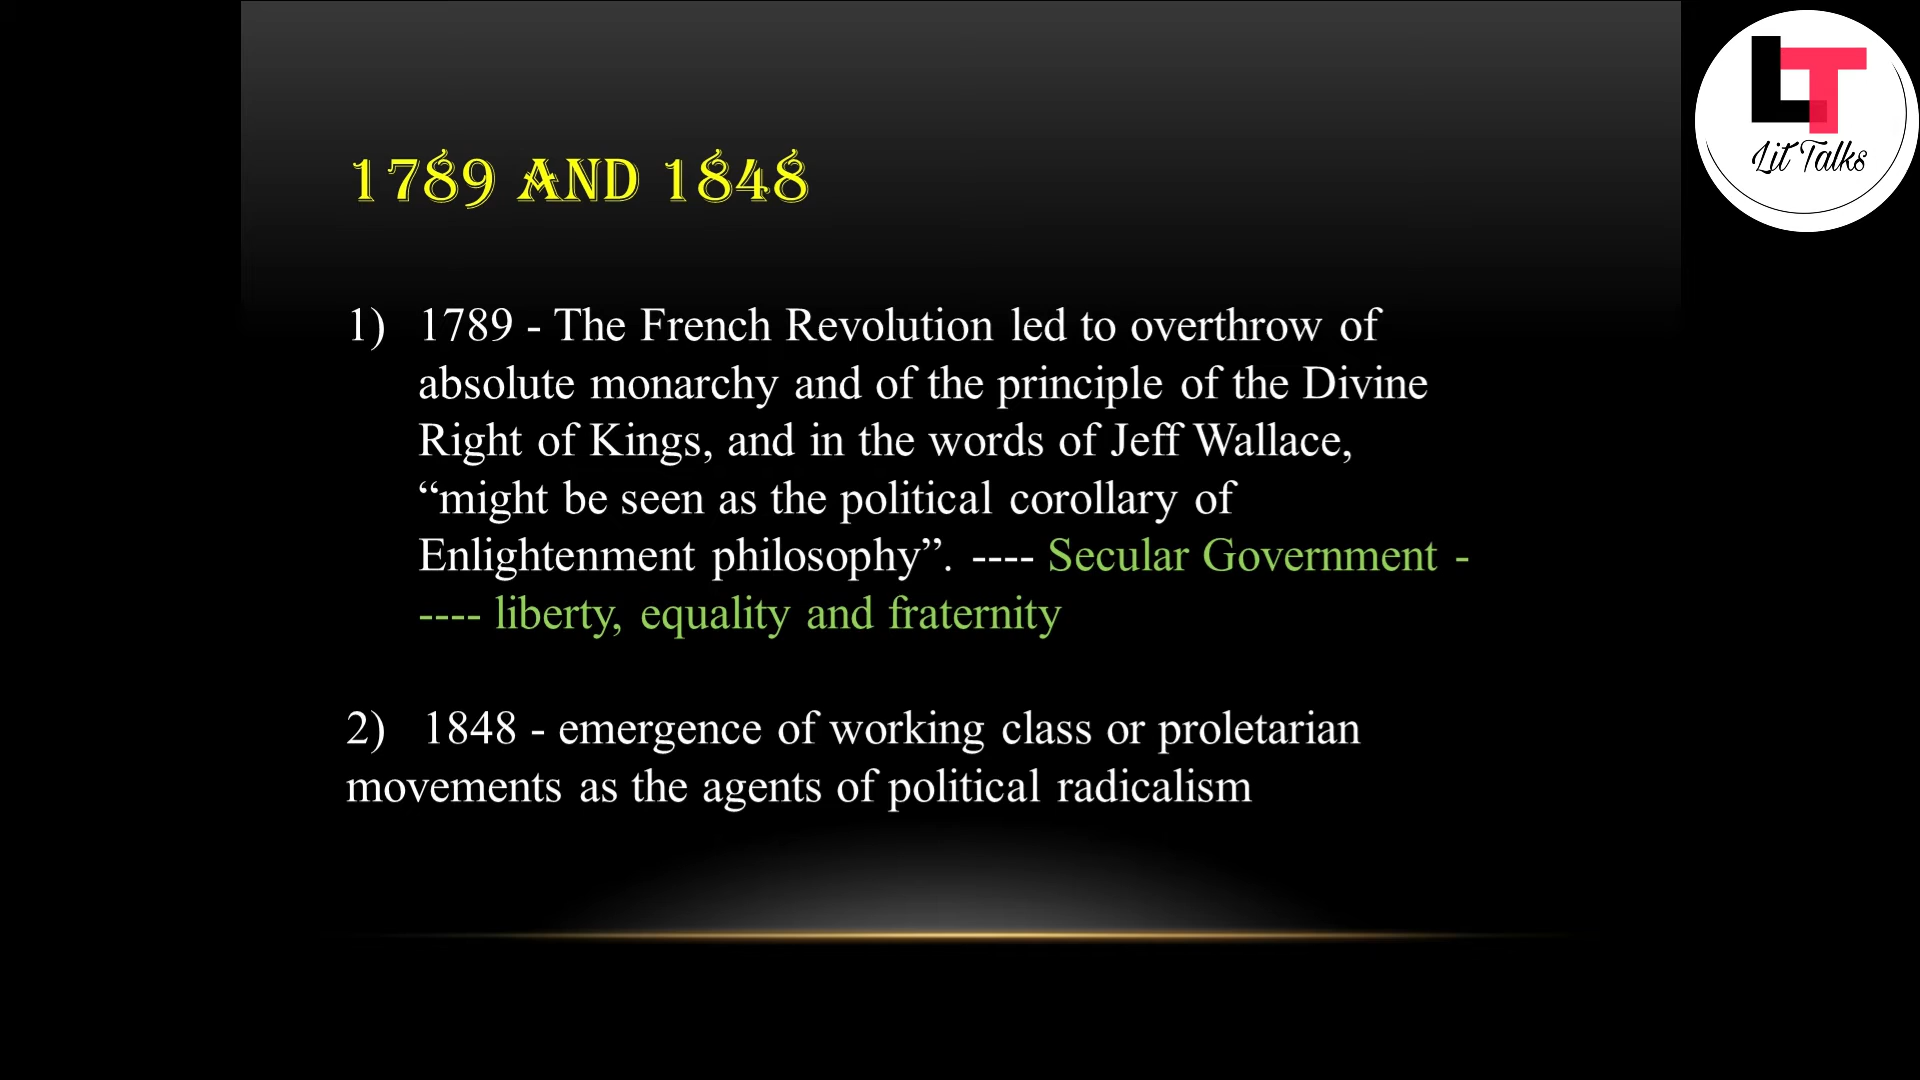 LT
Lit Talks
1789 AND 1848
1) 1789 - The French Revolution led to overthrow of
absolute monarchy and of the principle of the Divine
Right of Kings, and in the words of Jeff Wallace,
“might be seen as the political corollary of
Enlightenment philosophy”. ---- Secular Government -
---- liberty, equality and fraternity
2) 1848 - emergence of working class or proletarian
movements as the agents of political radicalism